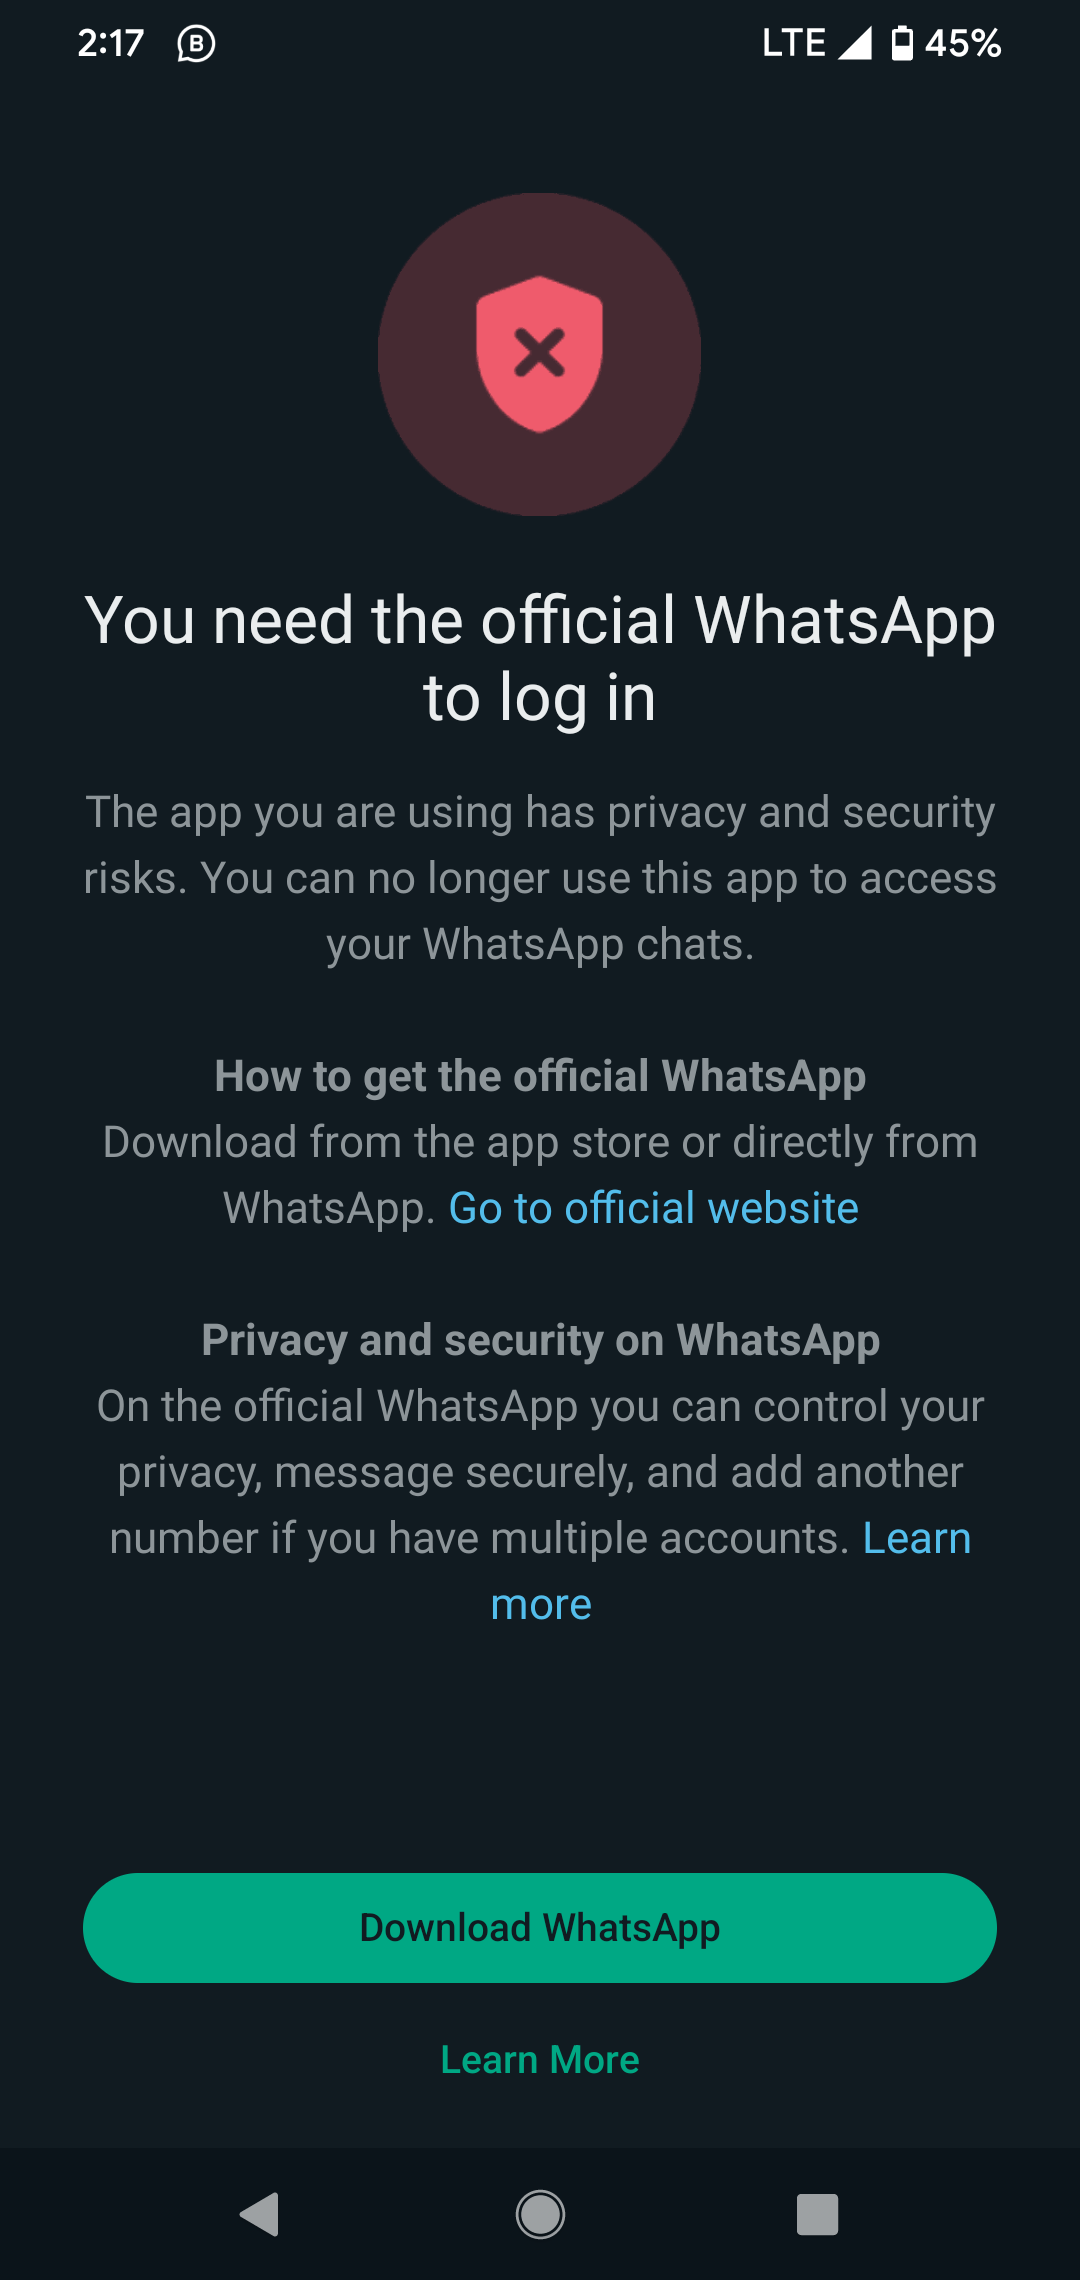 2:17 B LTE 45%
You need the official WhatsApp
to log in
The app you are using has privacy and security
risks. You can no longer use this app to access
your WhatsApp chats.
How to get the official WhatsApp
Download from the app store or directly from
WhatsApp. Go to official website
Privacy and security on WhatsApp
On the official WhatsApp you can control your
privacy, message securely, and add another
number if you have multiple accounts. Learn
more
Download WhatsApp
Learn More